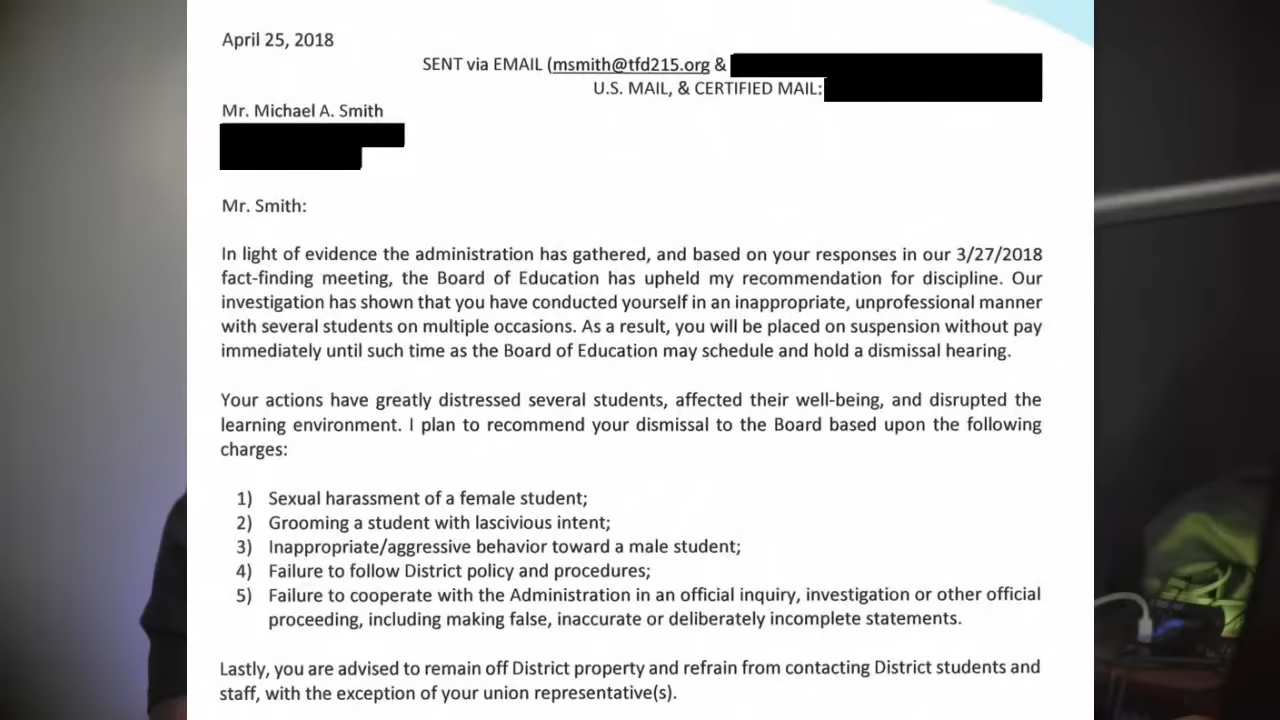 April 25, 2018
SENT via EMAIL (msmith@tfd215.org &
U.S. MAIL, & CERTIFIED MAIL:
Mr. Michael A. Smith
Mr. Smith:
In light of evidence the administration has gathered, and based on your responses in our 3/27/2018
fact-finding meeting, the Board of Education has upheld my recommendation for discipline. Our
investigation has shown that you have conducted yourself in an inappropriate, unprofessional manner
with several students on multiple occasions. As a result, you will be placed on suspension without pay
immediately until such time as the Board of Education may schedule and hold a dismissal hearing.
Your actions have greatly distressed several students, affected their well-being, and disrupted the
learning environment. I plan to recommend your dismissal to the Board based upon the following
charges:
1) Sexual harassment of a female student;
2) Grooming a student with lascivious intent;
3) Inappropriate/aggressive behavior toward a male student;
4) Failure to follow District policy and procedures;
5) Failure to cooperate with the Administration in an official inquiry, investigation or other official
proceeding, including making false, inaccurate or deliberately incomplete statements.
Lastly, you are advised to remain off District property and refrain from contacting District students and
staff, with the exception of your union representative(s).